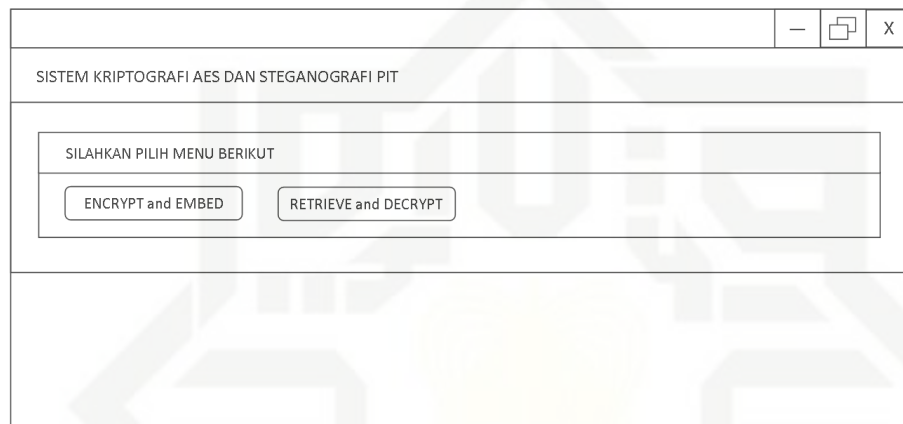 X
SISTEM KRIPTOGRAFI AES DAN STEGANOGRAFI PIT
SILAHKAN PILIH MENU BERIKUT
ENCRYPT and EMBED
RETRIEVE and DECRYPT